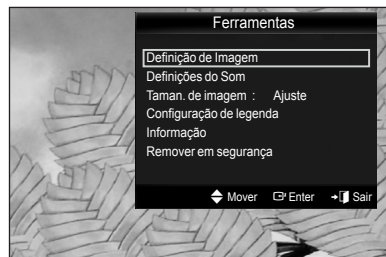 Ferramentas
Definição de Imagem
Definições do Som
Taman. de imagem : Ajuste
Configuração de legenda
Informação
Remover em segurança
Mover Enter Sair